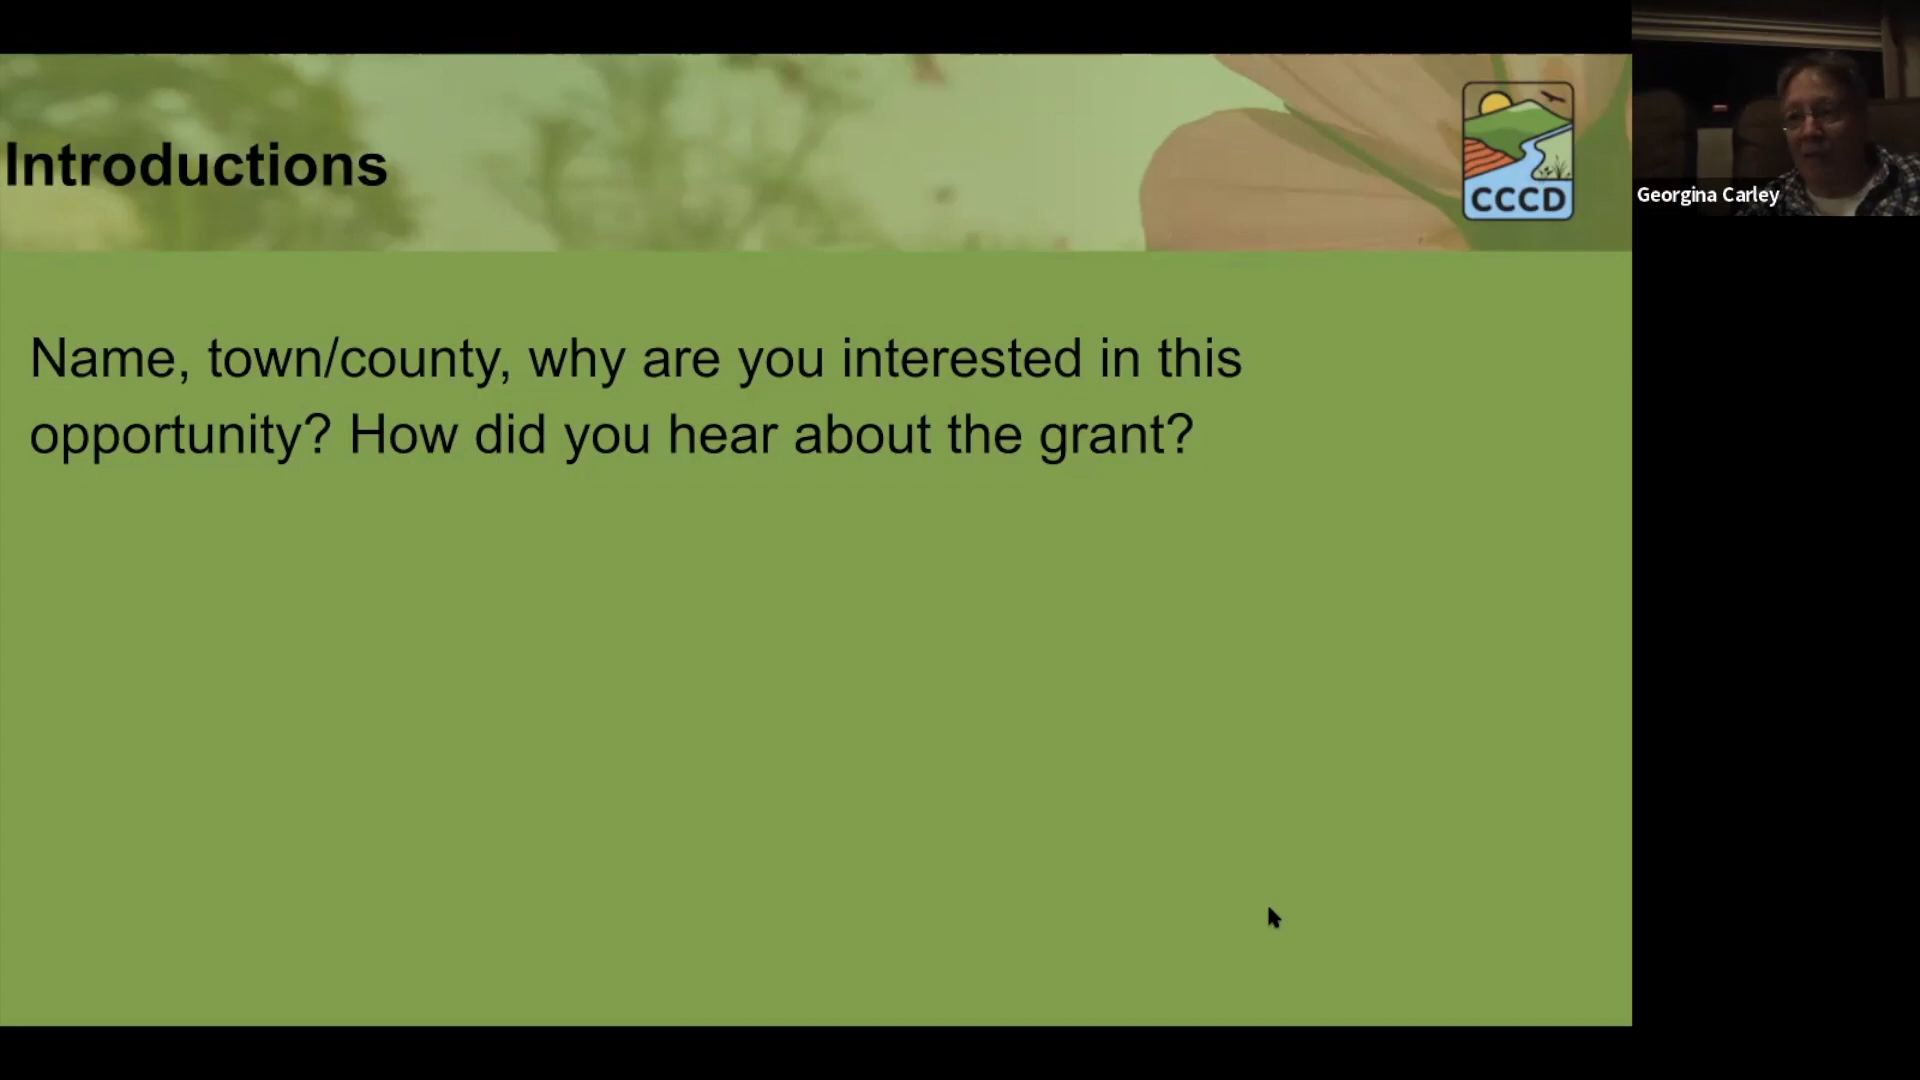 Introductions
CCCD
Georgina Carley
Name, town/county, why are you interested in this
opportunity? How did you hear about the grant?